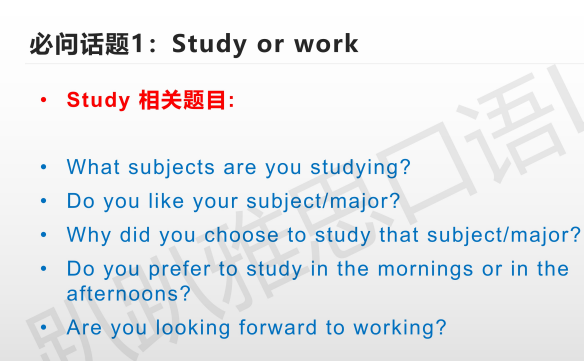 必问话题1：Study or work
• Study 相关题目:
• What subjects are you studying?
• Do you like your subject/major?
• Why did you choose to study that subject/major?
• Do you prefer to study in the mornings or in the
afternoons?
• Are you looking forward to working?
趴趴雅思口语